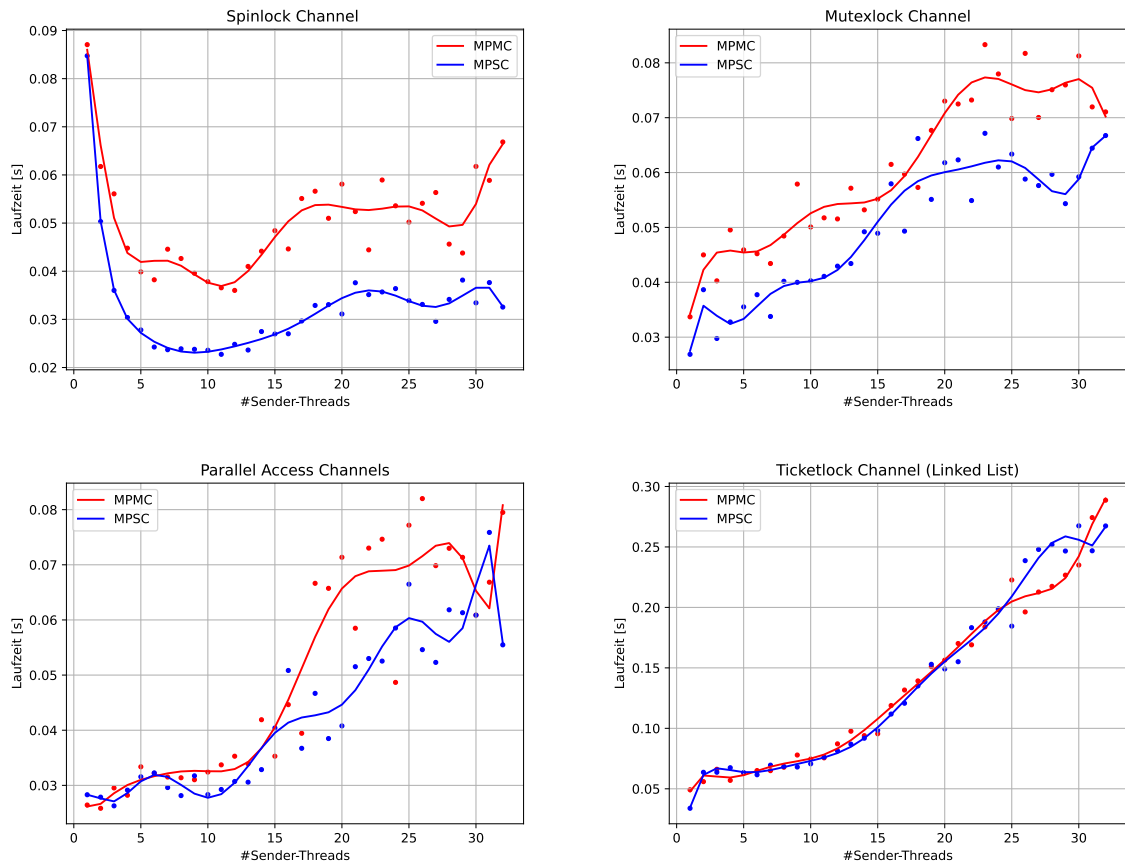 Spinlock Channel
Laufzeit [s]
0.09
0.08
0.07
0.06
0.05
0.04
0.03
0.02
MPMC
MPSC
0 5 10 15 20 25 30
#Sender-Threads
Mutexlock Channel
Laufzeit [s]
0.08
0.07
0.06
0.05
0.04
0.03
MPMC
MPSC
0 5 10 15 20 25 30
#Sender-Threads
Parallel Access Channels
Laufzeit [s]
0.08
0.07
0.06
0.05
0.04
0.03
MPMC
MPSC
0 5 10 15 20 25 30
#Sender-Threads
Ticketlock Channel (Linked List)
Laufzeit [s]
0.30
0.25
0.20
0.15
0.10
0.05
MPMC
MPSC
0 5 10 15 20 25 30
#Sender-Threads